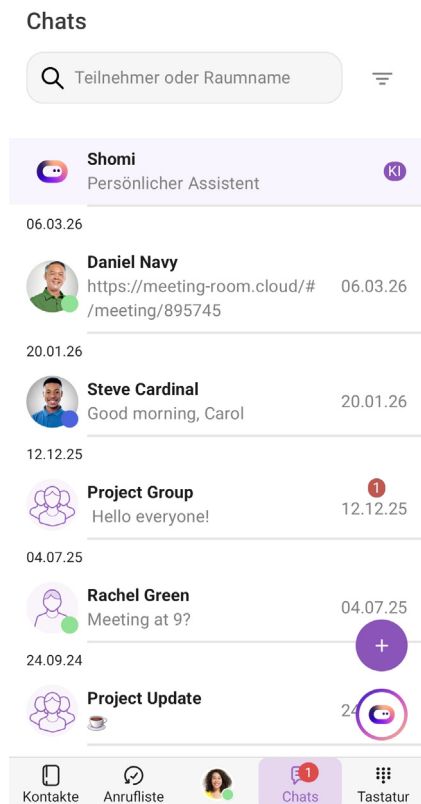 Chats
Teilnehmer oder Raumname
Shomi
Persönlicher Assistent
KI
06.03.26
Daniel Navy
https://meeting-room.cloud/#
/meeting/895745
06.03.26
20.01.26
Steve Cardinal
Good morning, Carol
20.01.26
12.12.25
Project Group
Hello everyone!
1
12.12.25
04.07.25
Rachel Green
Meeting at 9?
04.07.25
+
24.09.24
Project Update
24
Kontakte
Anrufliste
1
Chats
Tastatur